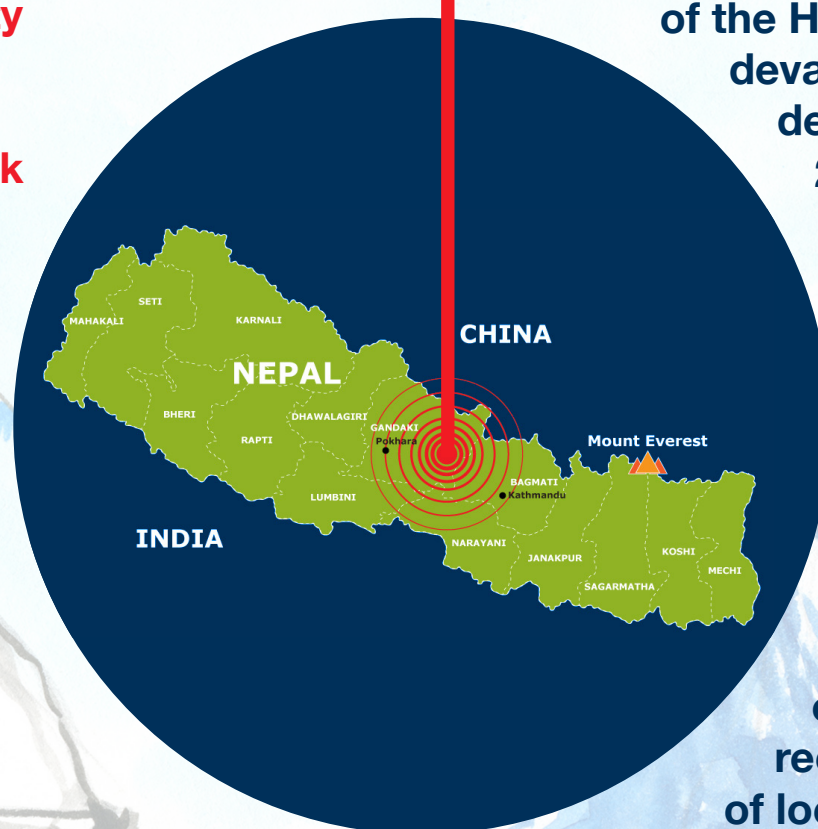 of the H
deva
de
k
CHINA
SETI
MAHAKALI
KARNALI
NEPAL
BHERI
DHAWALAGIRI
GANDAKI
RAPTI
Pokhara
Mount Everest
BAGMATI
LUMBINI
Kathmandu
INDIA
NARAYANI
JANAKPUR
KOSHI
MECHI
SAGARMATHA
of loc